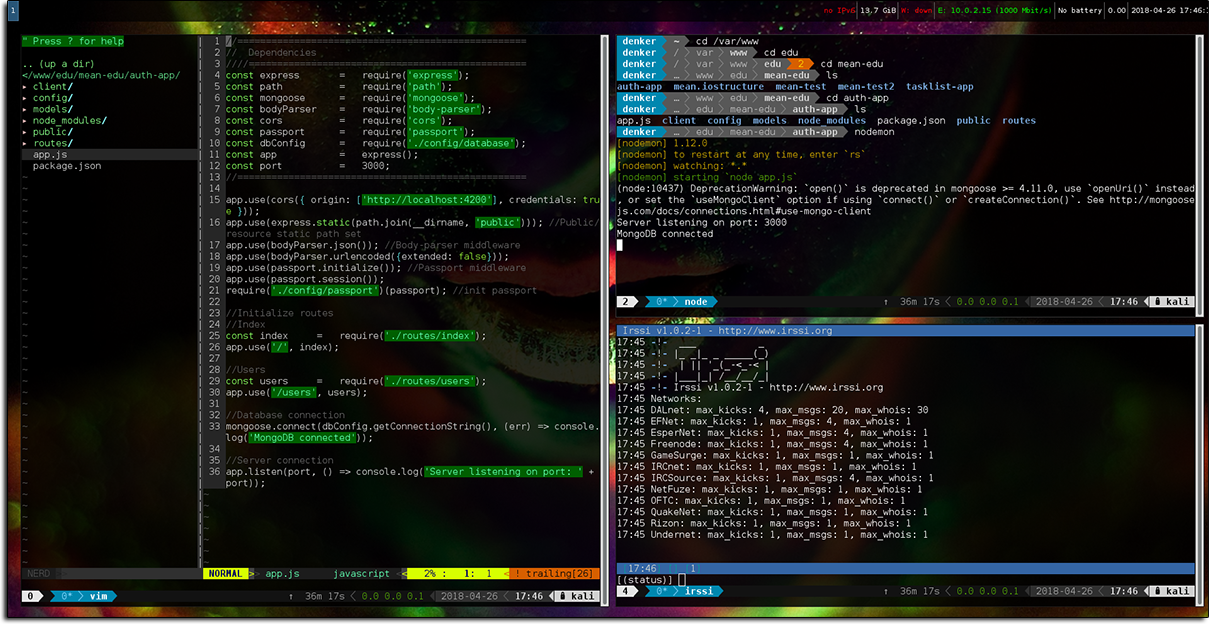 1
no IPv6 13.7 GiB W: down E: 10.0.2.15 (1000 Mbit/s) No battery 0.00 2018-04-26 17:46:
" Press ? for help
.. (up a dir)
</www/edu/mean-edu/auth-app/
▸ client/
▸ config/
▸ models/
▸ node_modules/
▸ public/
▸ routes/
app.js
package.json
NERD
1 //=================================================
2 // Dependencies
3 ////===============================================
4 const express = require('express');
5 const path = require('path');
6 const mongoose = require('mongoose');
7 const bodyParser = require('body-parser');
8 const cors = require('cors');
9 const passport = require('passport');
10 const dbConfig = require('./config/database');
11 const app = express();
12 const port = 3000;
13 //=================================================
14
15 app.use(cors({ origin: ['http://localhost:4200'], credentials: tru
e }));
16 app.use(express.static(path.join(__dirname, 'public'))); //Public/
resource static path set
17 app.use(bodyParser.json()); //Body-parser middleware
18 app.use(bodyParser.urlencoded({extended: false}));
19 app.use(passport.initialize()); //Passport middleware
20 app.use(passport.session());
21 require('./config/passport')(passport); //init passport
22
23 //Initialize routes
24 //Index
25 const index = require('./routes/index');
26 app.use('/', index);
27
28 //Users
29 const users = require('./routes/users');
30 app.use('/users', users);
31
32 //Database connection
33 mongoose.connect(dbConfig.getConnectionString(), (err) => console.
log('MongoDB connected'));
34
35 //Server connection
36 app.listen(port, () => console.log('Server listening on port: ' +
port));
NORMAL app.js javascript 2% : 1: 1 ! trailing[26]
0 0* vim ↑ 36m 17s 0.0 0.0 0.1 2018-04-26 17:46 kali
denker ~ cd /var/www
denker / var www cd edu
denker / var www edu 2 cd mean-edu
denker … www edu mean-edu ls
auth-app mean.iostructure mean-test mean-test2 tasklist-app
denker … www edu mean-edu cd auth-app
denker … edu mean-edu auth-app ls
app.js client config models node_modules package.json public routes
denker … edu mean-edu auth-app nodemon
[nodemon] 1.12.0
[nodemon] to restart at any time, enter `rs`
[nodemon] watching: *.*
[nodemon] starting `node app.js`
(node:10437) DeprecationWarning: `open()` is deprecated in mongoose >= 4.11.0, use `openUri()` instead
, or set the `useMongoClient` option if using `connect()` or `createConnection()`. See http://mongoose
js.com/docs/connections.html#use-mongo-client
Server listening on port: 3000
MongoDB connected
2 0* node ↑ 36m 17s 0.0 0.0 0.1 2018-04-26 17:46 kali
Irssi v1.0.2-1 - http://www.irssi.org
17:45 -!-
17:45 -!-
17:45 -!-
17:45 -!-
17:45 -!- Irssi v1.0.2-1 - http://www.irssi.org
17:45 Networks:
17:45 DALnet: max_kicks: 4, max_msgs: 20, max_whois: 30
17:45 EFNet: max_kicks: 1, max_msgs: 4, max_whois: 1
17:45 EsperNet: max_kicks: 1, max_msgs: 4, max_whois: 1
17:45 Freenode: max_kicks: 1, max_msgs: 4, max_whois: 1
17:45 GameSurge: max_kicks: 1, max_msgs: 1, max_whois: 1
17:45 IRCnet: max_kicks: 1, max_msgs: 1, max_whois: 1
17:45 IRCSource: max_kicks: 1, max_msgs: 4, max_whois: 1
17:45 NetFuze: max_kicks: 1, max_msgs: 1, max_whois: 1
17:45 OFTC: max_kicks: 1, max_msgs: 1, max_whois: 1
17:45 QuakeNet: max_kicks: 1, max_msgs: 1, max_whois: 1
17:45 Rizon: max_kicks: 1, max_msgs: 1, max_whois: 1
17:45 Undernet: max_kicks: 1, max_msgs: 1, max_whois: 1
[17:46 1
[(status)]
4 0* irssi ↑ 36m 17s 0.0 0.0 0.1 2018-04-26 17:46 kali